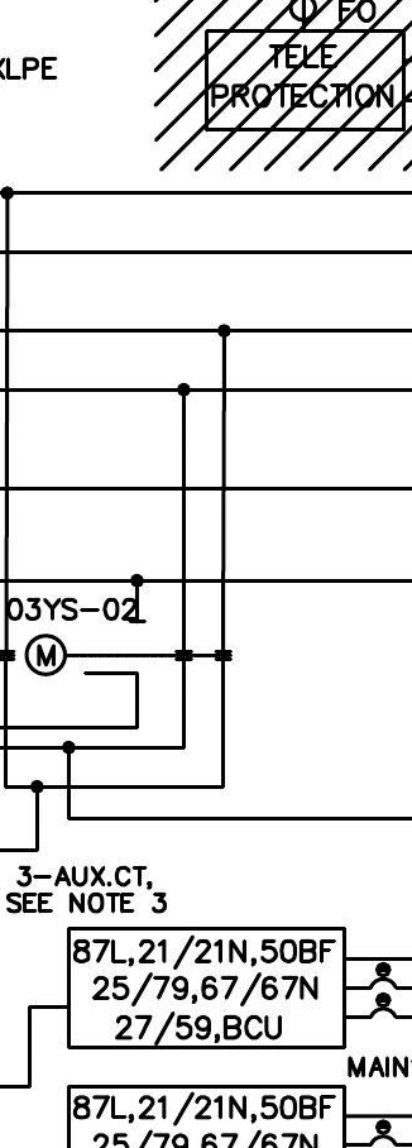 FO
TELE
PROTECTION
XLPE
03YS-02
M
3-AUX.CT,
SEE NOTE 3
87L,21/21N,50BF
25/79,67/67N
27/59,BCU
MAIN
87L,21/21N,50BF
25/79,67/67N